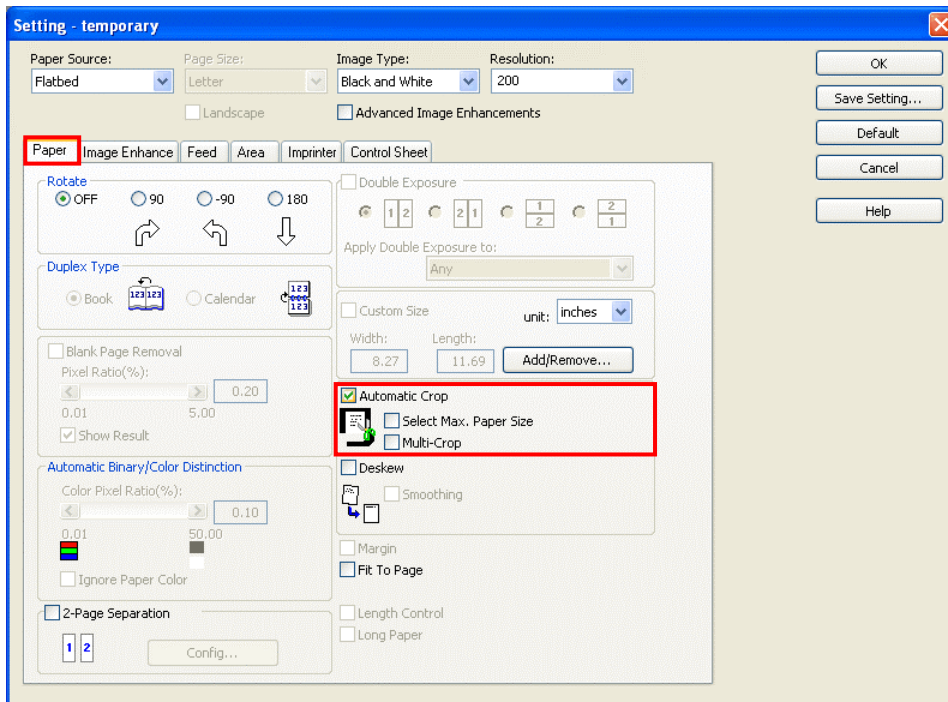 Setting - temporary
Paper Source: Page Size: Image Type: Resolution:
Flatbed Letter Black and White 200
Landscape Advanced Image Enhancements
OK
Save Setting...
Default
Cancel
Help
Paper Image Enhance Feed Area Imprinter Control Sheet
Rotate
OFF 90 -90 180
Duplex Type
Book 123 123 Calendar 123 123
Blank Page Removal
Pixel Ratio(%):
0.20
0.01 5.00
Show Result
Automatic Binary/Color Distinction
Color Pixel Ratio(%):
0.10
0.01 50.00
Ignore Paper Color
2-Page Separation
1 2 Config...
Double Exposure
1 2 2 1 1 2 2 1
Apply Double Exposure to:
Any
Custom Size unit: inches
Width: Length:
8.27 11.69 Add/Remove...
Automatic Crop
Select Max. Paper Size
Multi-Crop
Deskew
Smoothing
Margin
Fit To Page
Length Control
Long Paper